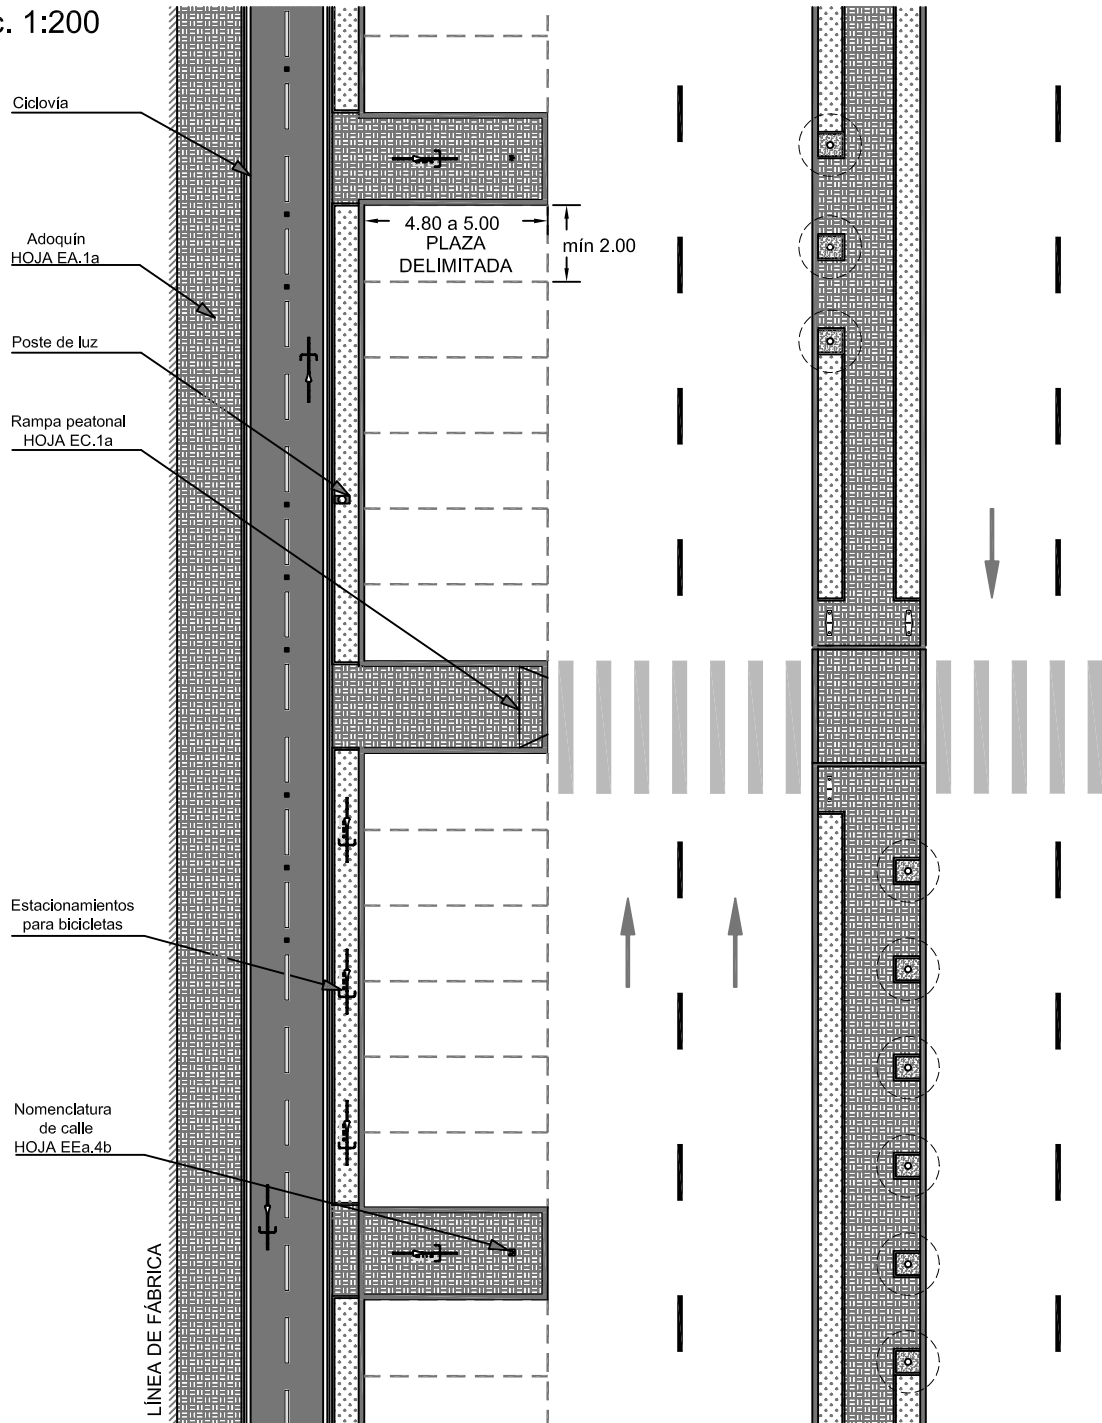 c. 1:200
Ciclovía
Adoquín
HOJA EA.1a
Poste de luz
Rampa peatonal
HOJA EC.1a
4.80 a 5.00
PLAZA
DELIMITADA
mín 2.00
Estacionamientos
para bicicletas
Nomenclatura
de calle
HOJA EEa.4b
LÍNEA DE FÁBRICA